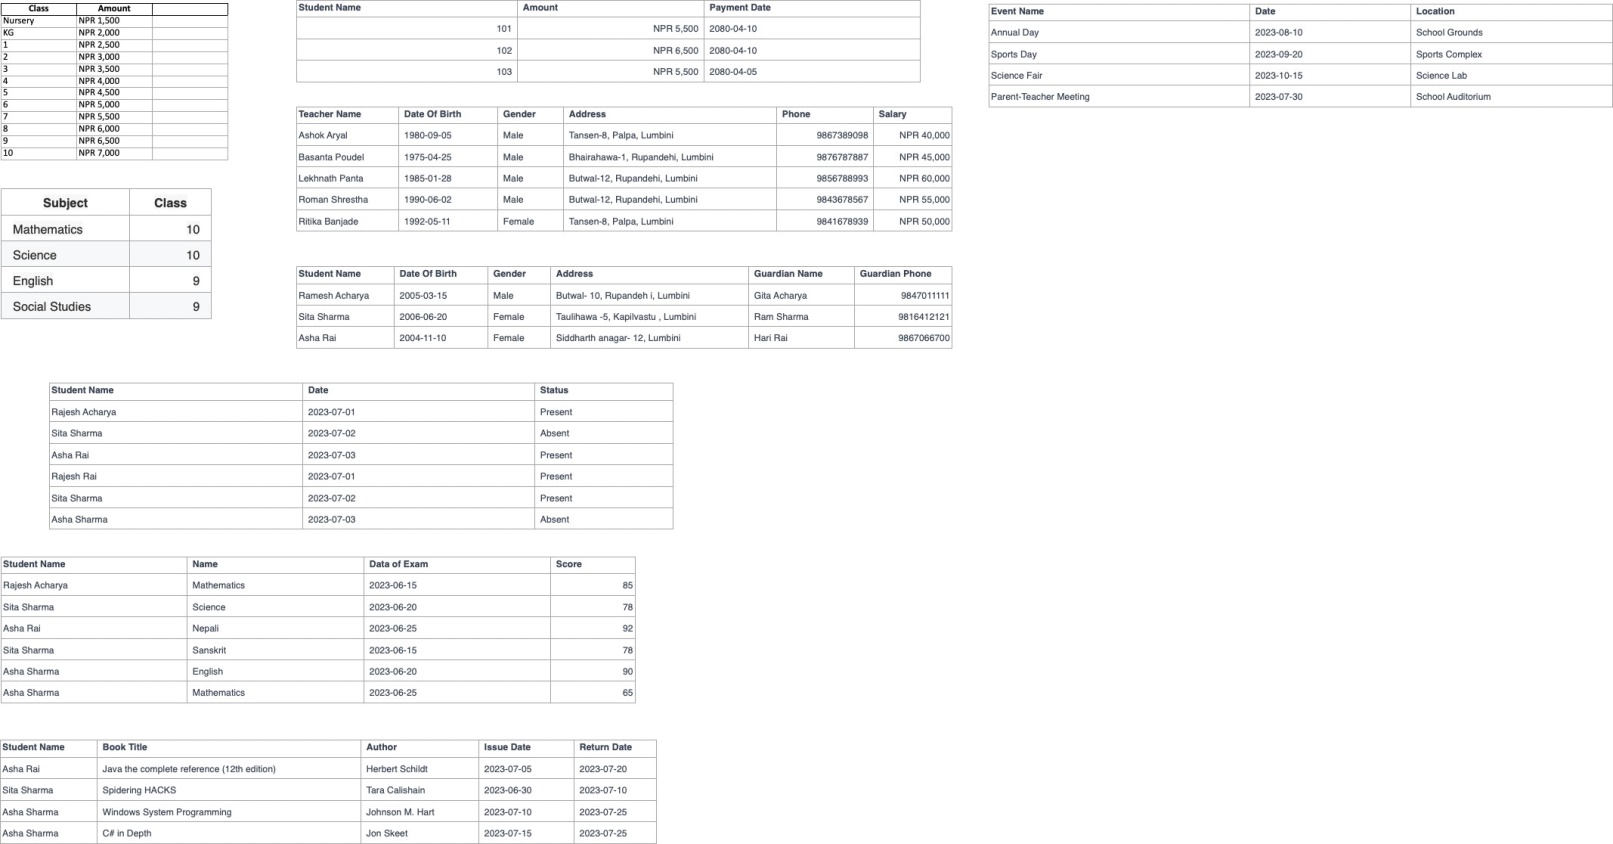 Class Amount
Nursery NPR 1,500
KG NPR 2,000
1 NPR 2,500
2 NPR 3,000
3 NPR 3,500
4 NPR 4,000
5 NPR 4,500
6 NPR 5,000
7 NPR 5,500
8 NPR 6,000
9 NPR 6,500
10 NPR 7,000
Subject Class
Mathematics 10
Science 10
English 9
Social Studies 9
Student Name Amount Payment Date
101 NPR 5,500 2080-04-10
102 NPR 6,500 2080-04-10
103 NPR 5,500 2080-04-05
Teacher Name Date Of Birth Gender Address Phone Salary
Ashok Aryal 1980-09-05 Male Tansen-8, Palpa, Lumbini 9867389098 NPR 40,000
Basanta Poudel 1975-04-25 Male Bhairahawa-1, Rupandehi, Lumbini 9876787887 NPR 45,000
Lekhnath Panta 1985-01-28 Male Butwal-12, Rupandehi, Lumbini 9856788993 NPR 60,000
Roman Shrestha 1990-06-02 Male Butwal-12, Rupandehi, Lumbini 9843678567 NPR 55,000
Ritika Banjade 1992-05-11 Female Tansen-8, Palpa, Lumbini 9841678939 NPR 50,000
Student Name Date Of Birth Gender Address Guardian Name Guardian Phone
Ramesh Acharya 2005-03-15 Male Butwal- 10, Rupandeh i, Lumbini Gita Acharya 9847011111
Sita Sharma 2006-06-20 Female Taulihawa -5, Kapilvastu , Lumbini Ram Sharma 9816412121
Asha Rai 2004-11-10 Female Siddharth anagar- 12, Lumbini Hari Rai 9867066700
Event Name Date Location
Annual Day 2023-08-10 School Grounds
Sports Day 2023-09-20 Sports Complex
Science Fair 2023-10-15 Science Lab
Parent-Teacher Meeting 2023-07-30 School Auditorium
Student Name Date Status
Rajesh Acharya 2023-07-01 Present
Sita Sharma 2023-07-02 Absent
Asha Rai 2023-07-03 Present
Rajesh Rai 2023-07-01 Present
Sita Sharma 2023-07-02 Present
Asha Sharma 2023-07-03 Absent
Student Name Name Data of Exam Score
Rajesh Acharya Mathematics 2023-06-15 85
Sita Sharma Science 2023-06-20 78
Asha Rai Nepali 2023-06-25 92
Sita Sharma Sanskrit 2023-06-15 78
Asha Sharma English 2023-06-20 90
Asha Sharma Mathematics 2023-06-25 65
Student Name Book Title Author Issue Date Return Date
Asha Rai Java the complete reference (12th edition) Herbert Schildt 2023-07-05 2023-07-20
Sita Sharma Spidering HACKS Tara Calishain 2023-06-30 2023-07-10
Asha Sharma Windows System Programming Johnson M. Hart 2023-07-10 2023-07-25
Asha Sharma C# in Depth Jon Skeet 2023-07-15 2023-07-25